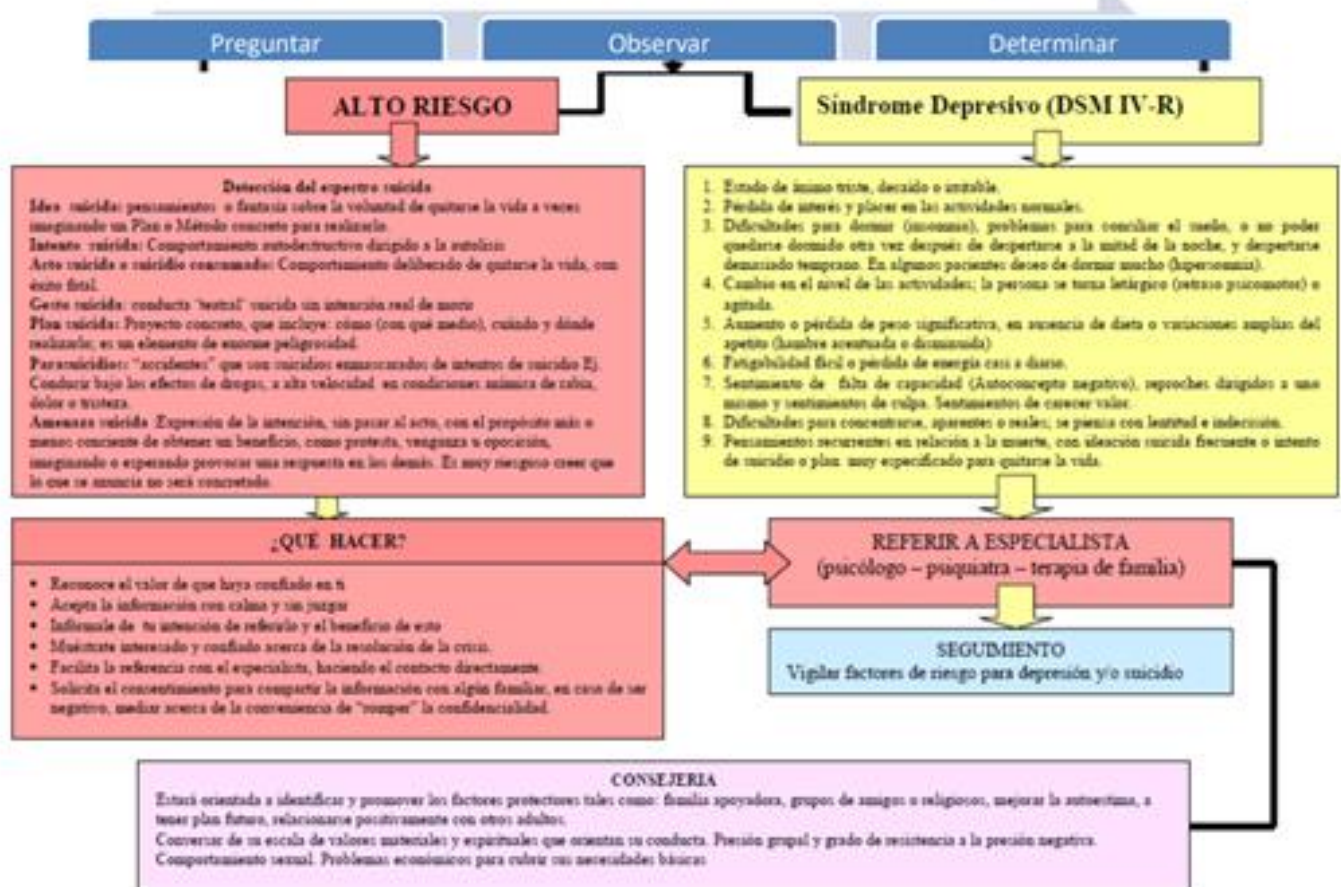 Preguntar
Observar
Determinar
ALTO RIESGO
Síndrome Depresivo (DSM IV-R)
Detección del espectro suicida
Idea suicida: pensamientos o fantasía sobre la voluntad de quitarse la vida a veces
imaginando un Plan o Método concreto para realizarlo.
Intento suicida: Comportamiento autodestructivo dirigido a la autolisis
Acto suicida o suicidio consumado: Comportamiento deliberado de quitarse la vida, con
éxito fatal.
Gesto suicida: conducta "teatral" suicida sin intención real de morir
Plan suicida: Proyecto concreto, que incluye: cómo (con qué medio), cuándo y dónde
realizarlo; es un elemento de enorme peligrosidad.
Parasuicidios: "accidentes" que son suicidios enmascarados de intentos de suicidio Ej.
Conducir bajo los efectos de drogas, a alta velocidad en condiciones anímica de rabia,
dolor o tristeza.
Amenaza suicida Expresión de la intención, sin pasar al acto, con el propósito más o
menos conciente de obtener un beneficio, como protesta, venganza u oposición,
imaginando o esperando provocar una respuesta en los demás. Es muy riesgoso creer que
lo que se anuncia no será concretado.
1. Estado de ánimo triste, decaído o irritable.
2. Pérdida de interés y placer en las actividades normales.
3. Dificultades para dormir (insomnio), problemas para conciliar el sueño, o no poder
quedarse dormido otra vez después de despertarse a la mitad de la noche, y despertarse
demasiado temprano. En algunos pacientes deseo de dormir mucho (hipersomnia).
4. Cambio en el nivel de las actividades; la persona se torna letárgico (retraso psicomotor) o
agitada.
5. Aumento o pérdida de peso significativa, en ausencia de dieta o variaciones amplias del
apetito (hambre acentuada o disminuida)
6. Fatigabilidad fácil o pérdida de energía casi a diario.
7. Sentimiento de falta de capacidad (Autoconcepto negativo), reproches dirigidos a uno
mismo y sentimientos de culpa. Sentimientos de carecer valor.
8. Dificultades para concentrarse, aparentes o reales; se piensa con lentitud e indecisión.
9. Pensamientos recurrentes en relación a la muerte, con ideación suicida frecuente o intento
de suicidio o plan muy especificado para quitarse la vida.
¿QUÉ HACER?
• Reconoce el valor de que haya confiado en ti
• Acepta la información con calma y sin juzgar
• Infórmale de tu intención de referirlo y el beneficio de esto
• Muéstrate interesado y confiado acerca de la resolución de la crisis.
• Facilita la referencia con el especialista, haciendo el contacto directamente.
• Solicita el consentimiento para compartir la información con algún familiar, en caso de ser
negativo, mediar acerca de la conveniencia de "romper" la confidencialidad.
REFERIR A ESPECIALISTA
(psicólogo – psiquiatra – terapia de familia)
SEGUIMIENTO
Vigilar factores de riesgo para depresión y/o suicidio
CONSEJERIA
Estará orientada a identificar y promover los factores protectores tales como: familia apoyadora, grupos de amigos o religiosos, mejorar la autoestima, a
tener plan futuro, relacionarse positivamente con otros adultos.
Conversar de su escala de valores materiales y espirituales que orientan su conducta. Presión grupal y grado de resistencia a la presión negativa.
Comportamiento sexual. Problemas económicos para cubrir sus necesidades básicas